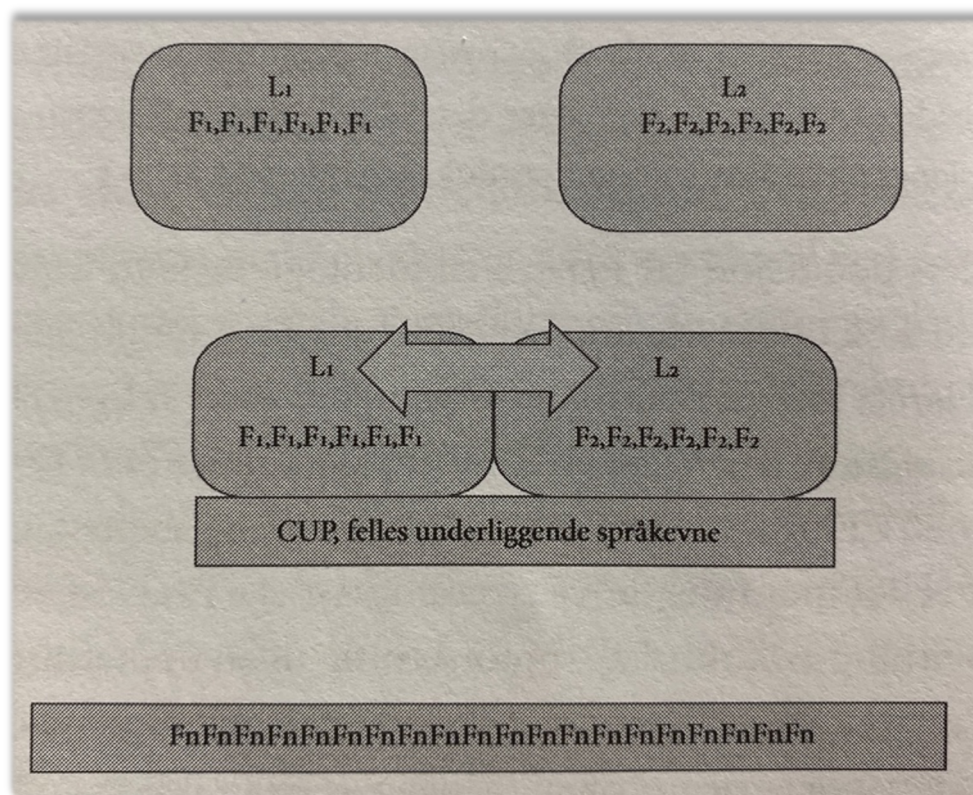 L₁
F₁,F₁,F₁,F₁,F₁,F₁
L₂
F₂,F₂,F₂,F₂,F₂,F₂
L₁
L₂
F₁,F₁,F₁,F₁,F₁,F₁
F₂,F₂,F₂,F₂,F₂,F₂
CUP, felles underliggende språkevne
FnFnFnFnFnFnFnFnFnFnFnFnFnFnFnFnFnFnFnFn